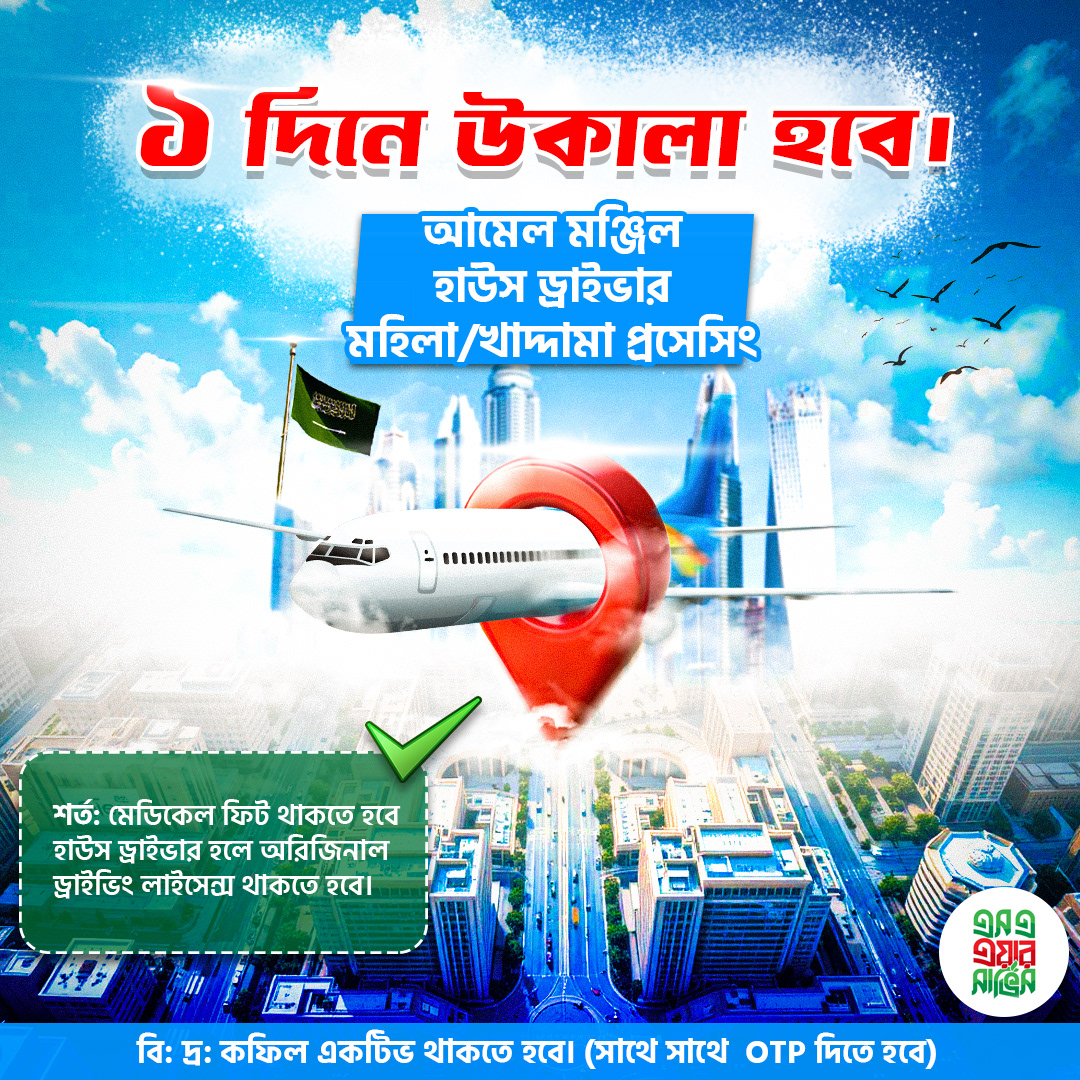 ১ দিনে উকালা হবে।
আমেল মঞ্জিল
হাউস ড্রাইভার
মহিলা/খাদ্দামা প্রসেসিং
শর্ত: মেডিকেল ফিট থাকতে হবে
হাউস ড্রাইভার হলে অরিজিনাল
ড্রাইভিং লাইসেন্স থাকতে হবে।
এস এ
এয়ার
সার্ভিস
বি: দ্র: কফিল একটিভ থাকতে হবে। (সাথে সাথে OTP দিতে হবে)